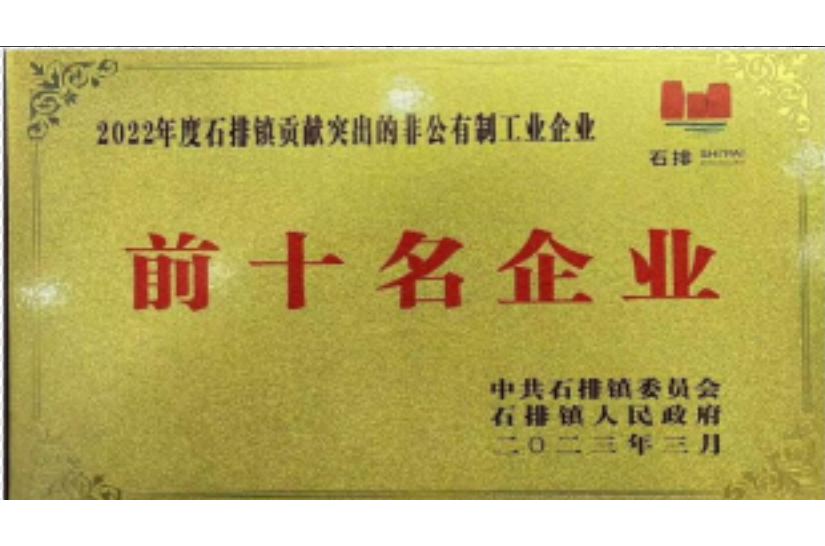 2022年度石排镇贡献突出的非公有制工业企业
石排 SHIPAI
前十名企业
中共石排镇委员会
石排镇人民政府
二〇二三年三月